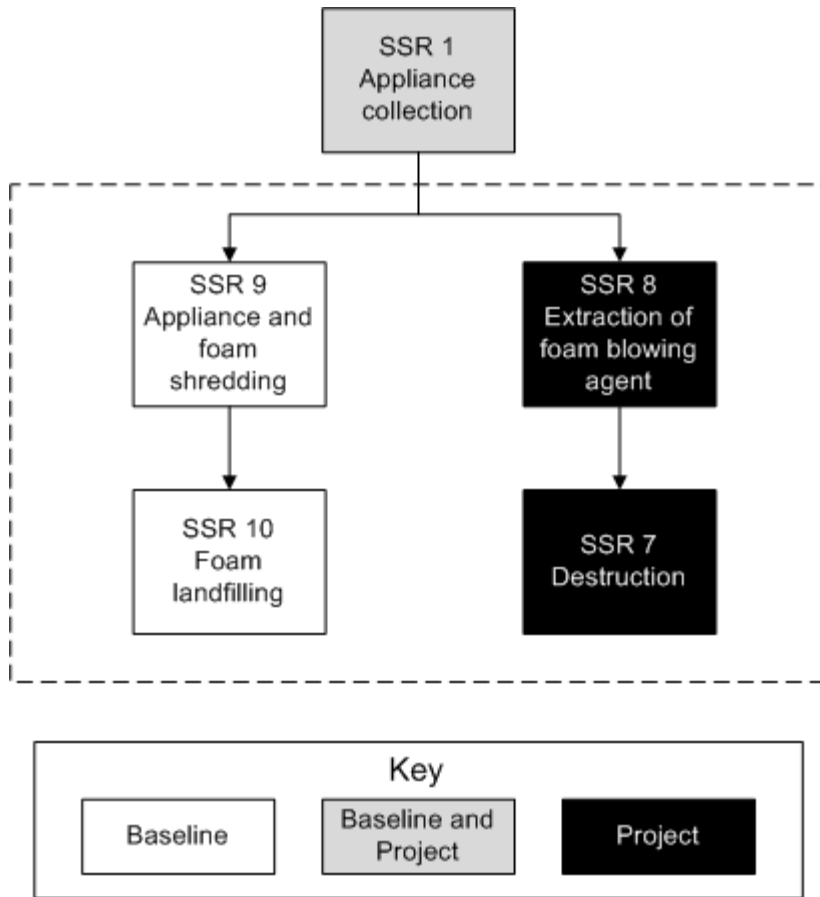 SSR 1
Appliance
collection
SSR 9
Appliance and
foam
shredding
SSR 8
Extraction of
foam blowing
agent
SSR 10
Foam
landfilling
SSR 7
Destruction
Key
Baseline
Baseline and
Project
Project